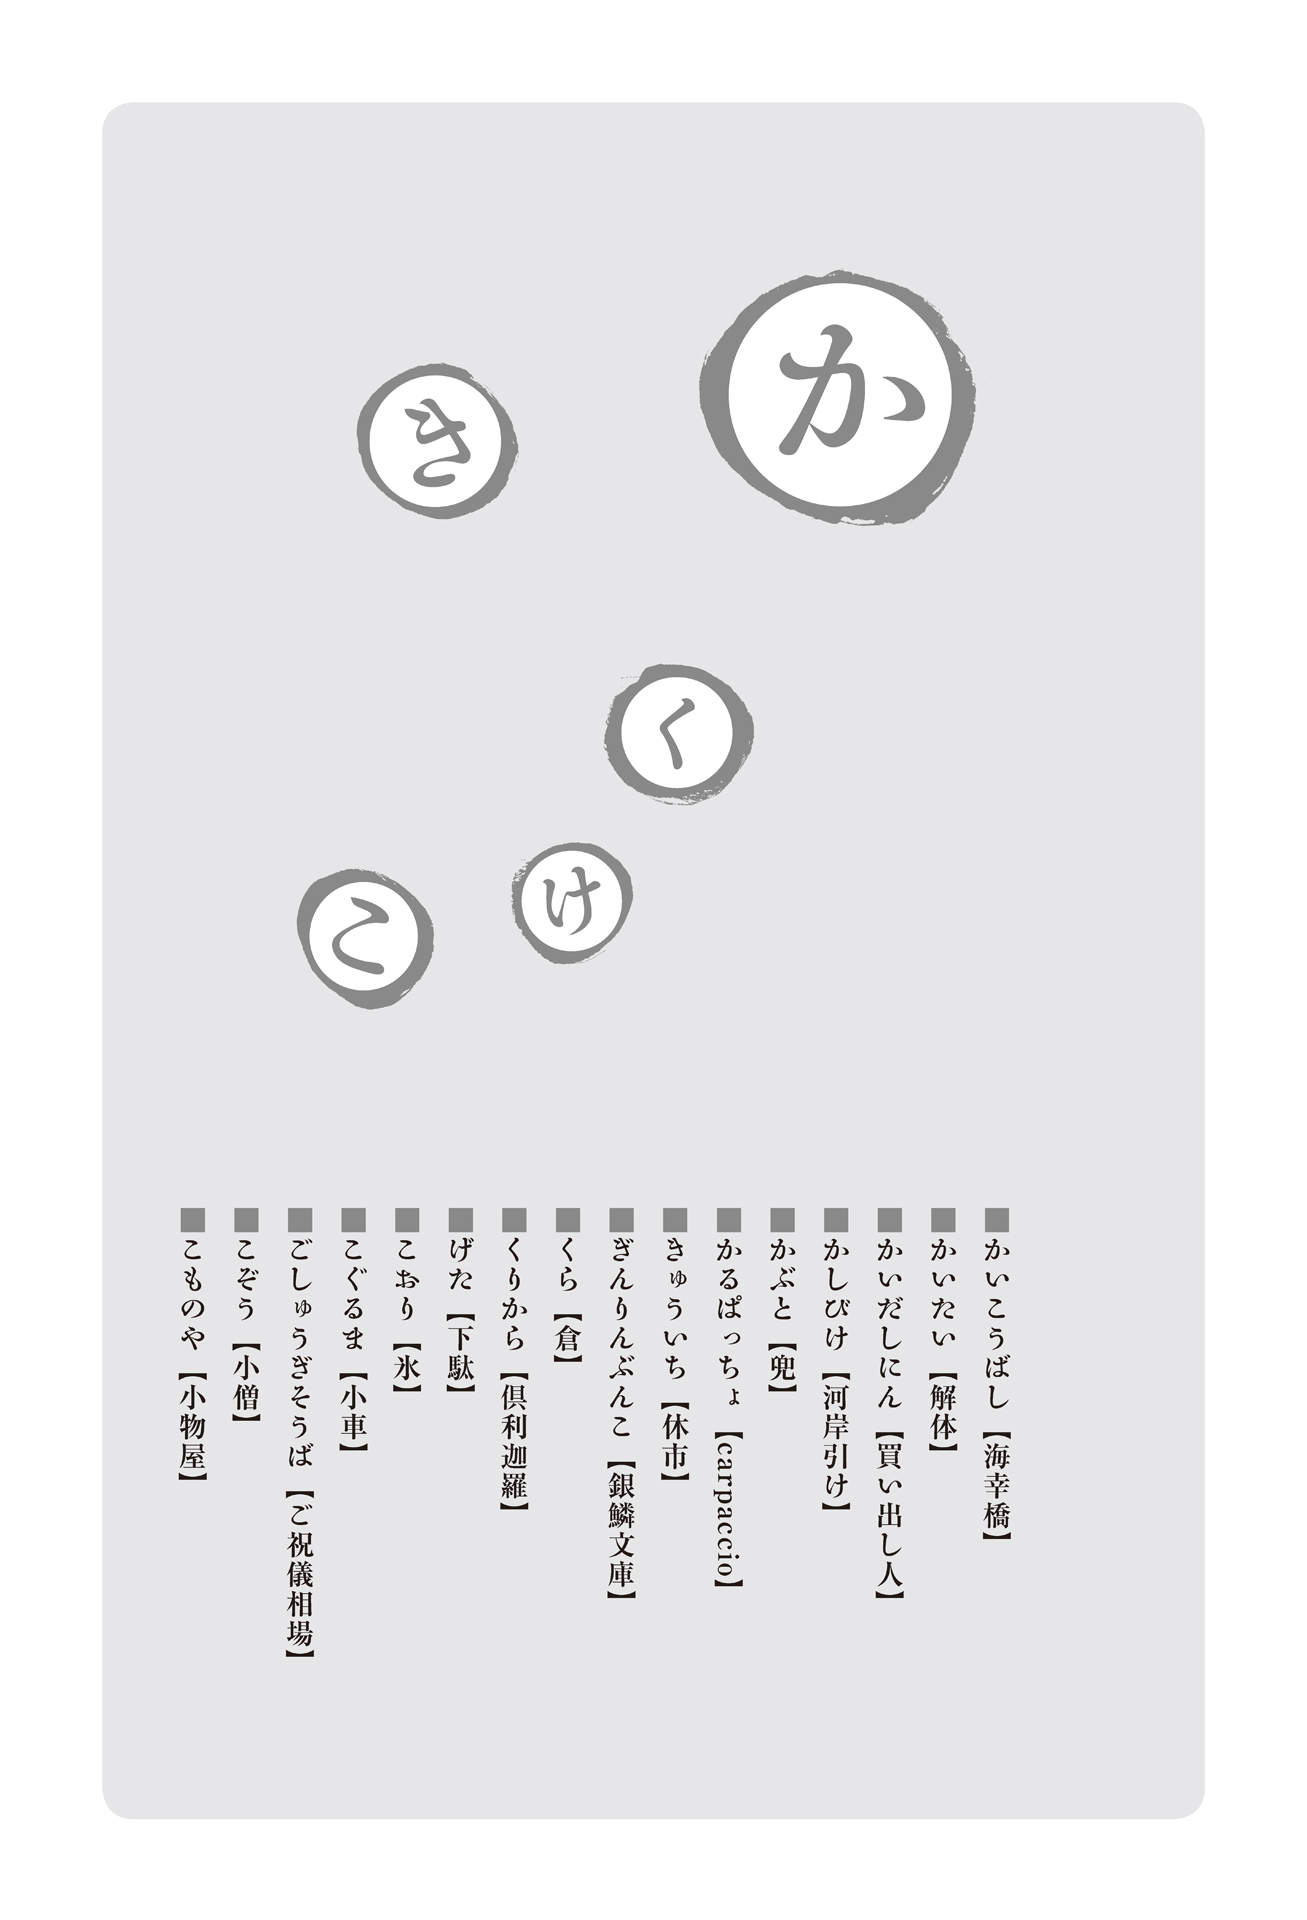 か
き
く
け
こ
■かいこうばし【海幸橋】
■かいたい【解体】
■かいだしにん【買い出し人】
■かしびけ【河岸引け】
■かぶと【兜】
■かるぱっちょ【carpaccio】
■きゅういち【休市】
■ぎんりんぶんこ【銀鱗文庫】
■くら【倉】
■くりから【倶利迦羅】
■げた【下駄】
■こおり【氷】
■こぐるま【小車】
■ごしゅうぎそうば【ご祝儀相場】
■こぞう【小僧】
■こものや【小物屋】